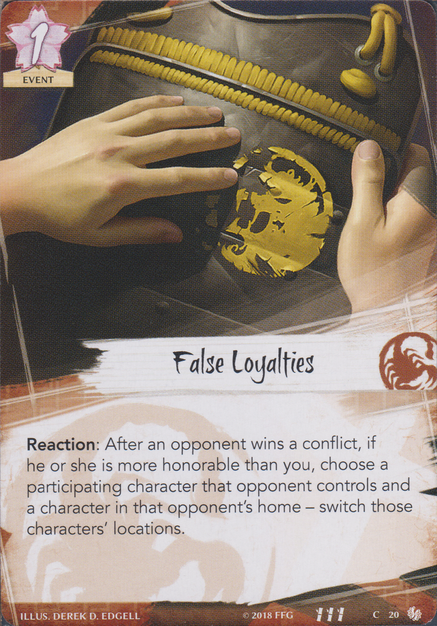 1
EVENT
False Loyalties
Reaction: After an opponent wins a conflict, if
he or she is more honorable than you, choose a
participating character that opponent controls and
a character in that opponent's home – switch those
characters' locations.
ILLUS. DEREK D. EDGELL © 2018 FFG C 20